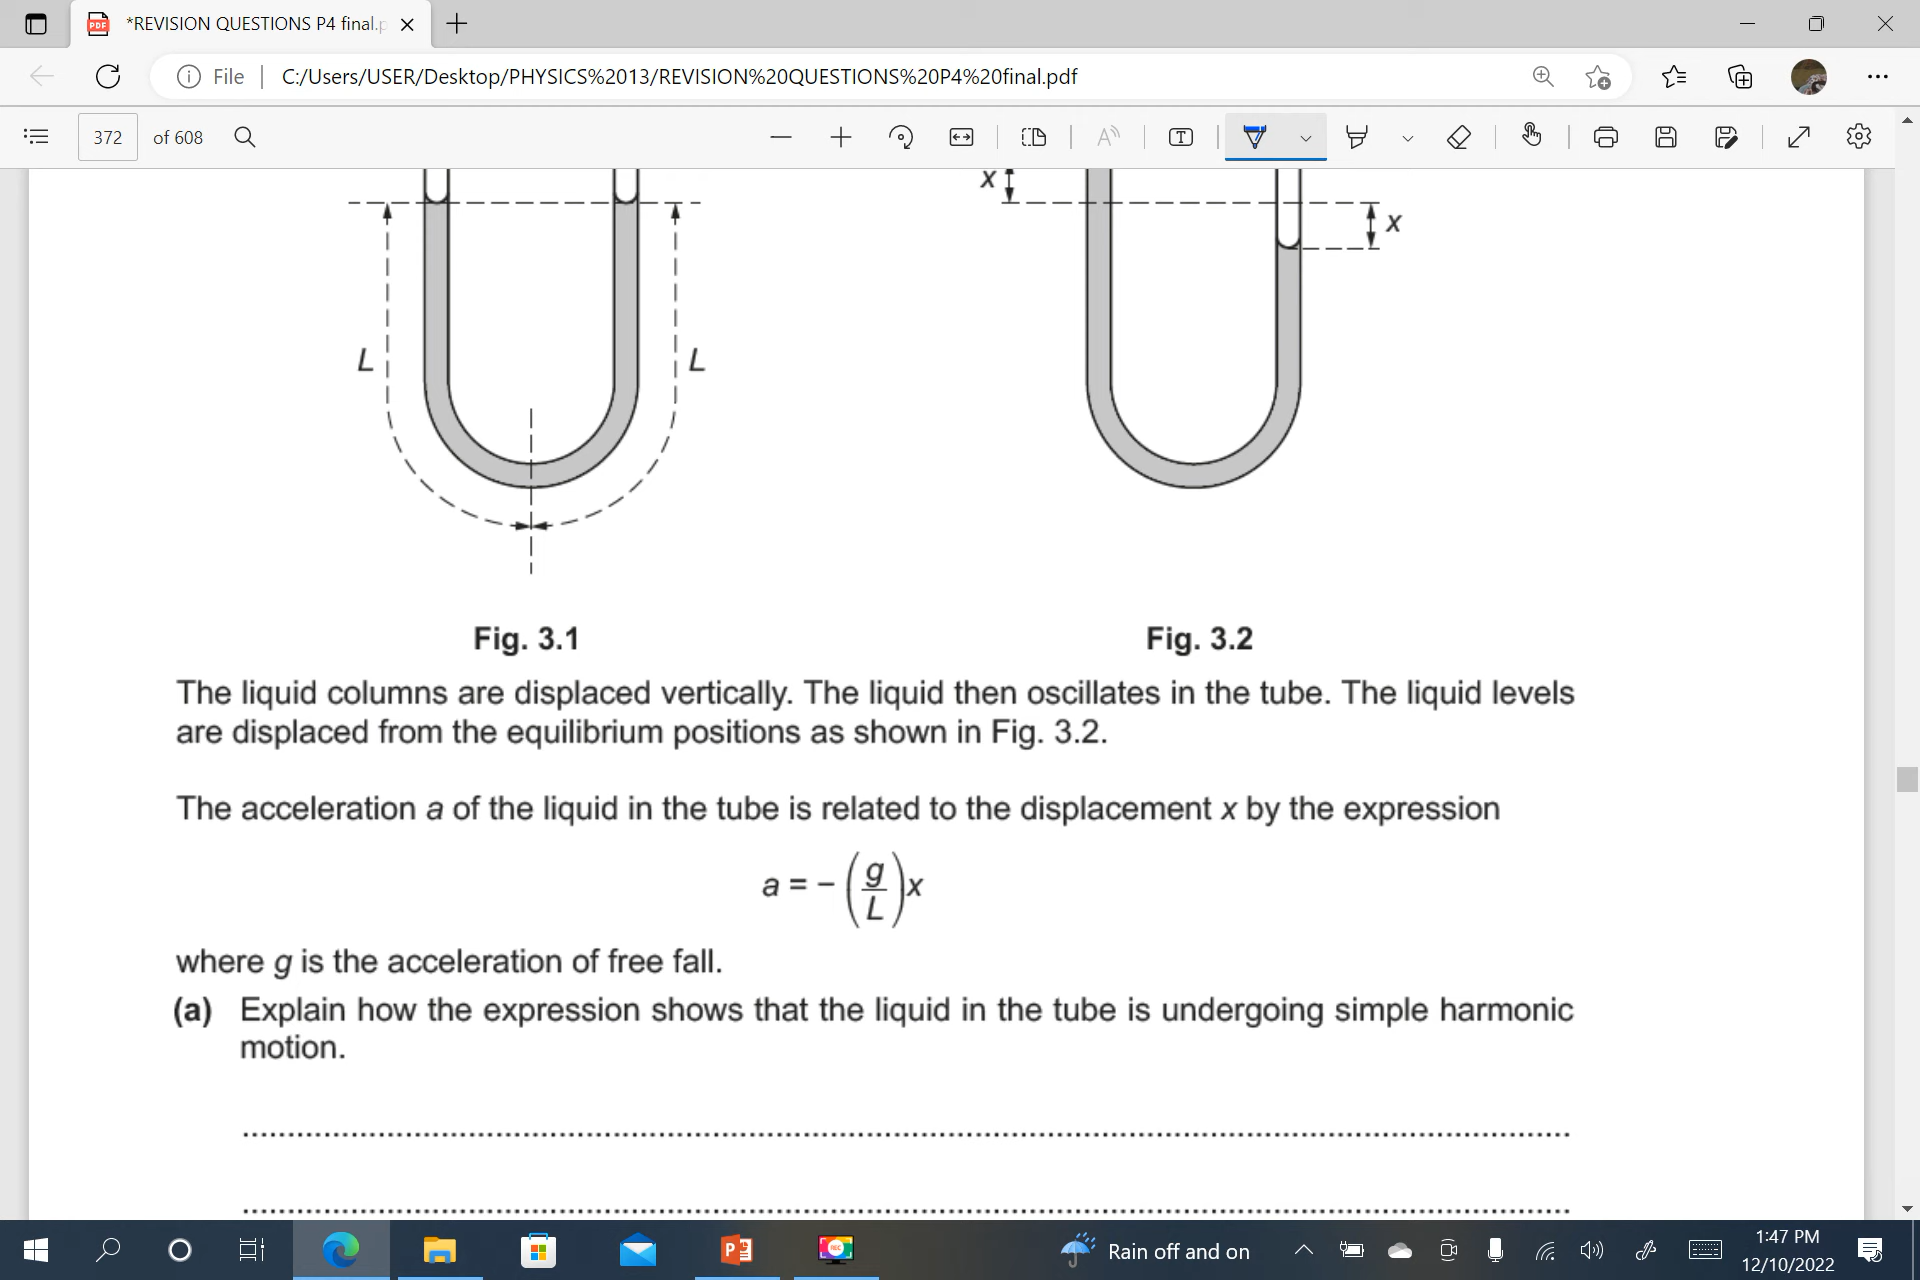 *REVISION QUESTIONS P4 final.p
File
C:/Users/USER/Desktop/PHYSICS%2013/REVISION%20QUESTIONS%20P4%20final.pdf
372 of 608
x
x
L
L
Fig. 3.1
Fig. 3.2
The liquid columns are displaced vertically. The liquid then oscillates in the tube. The liquid levels
are displaced from the equilibrium positions as shown in Fig. 3.2.
The acceleration a of the liquid in the tube is related to the displacement x by the expression
a = – (g/L)x
where g is the acceleration of free fall.
(a) Explain how the expression shows that the liquid in the tube is undergoing simple harmonic
motion.
Rain off and on
1:47 PM
12/10/2022